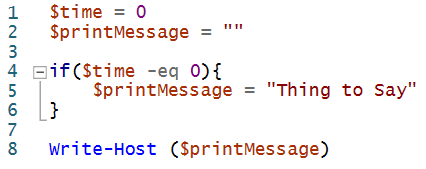 1 $time = 0
2 $printMessage = ""
3
4 if($time -eq 0){
5 $printMessage = "Thing to Say"
6 }
7
8 Write-Host ($printMessage)